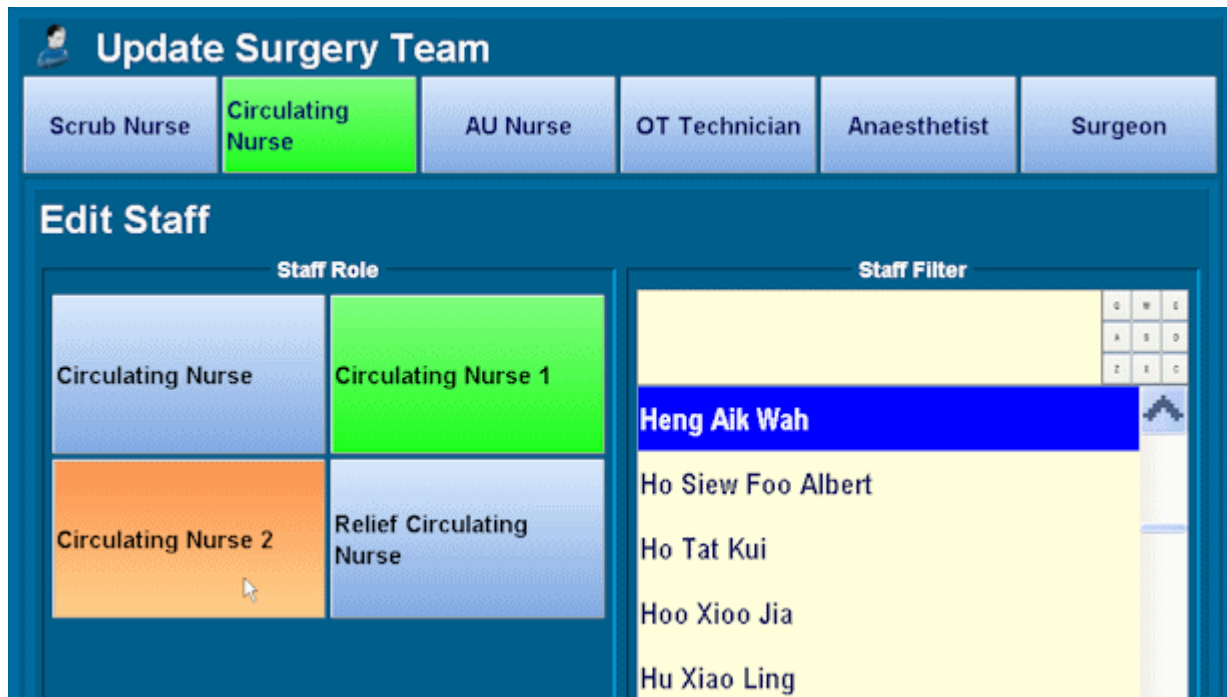 Update Surgery Team
Scrub Nurse
Circulating
Nurse
AU Nurse
OT Technician
Anaesthetist
Surgeon
Edit Staff
Staff Role
Circulating Nurse
Circulating Nurse 1
Circulating Nurse 2
Relief Circulating
Nurse
Staff Filter
Q W E
A S D
Z X C
Heng Aik Wah
Ho Siew Foo Albert
Ho Tat Kui
Hoo Xioo Jia
Hu Xiao Ling